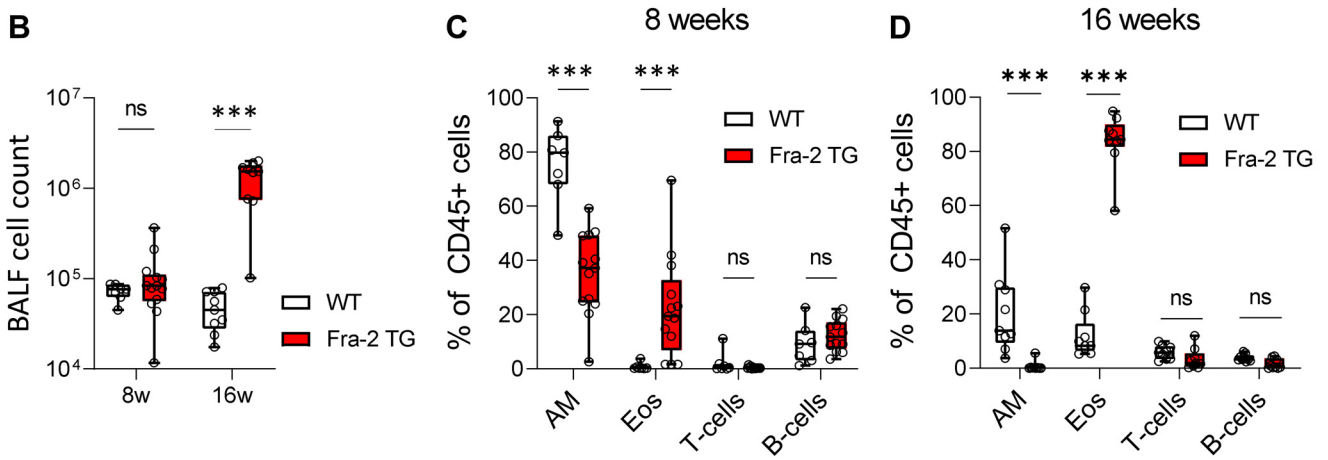 B
BALF cell count
10⁷
10⁶
10⁵
10⁴
ns
***
8w
16w
WT
Fra-2 TG
C
8 weeks
% of CD45+ cells
100
80
60
40
20
0
***
***
ns
ns
WT
Fra-2 TG
AM
Eos
T-cells
B-cells
D
16 weeks
% of CD45+ cells
100
80
60
40
20
0
***
***
ns
ns
WT
Fra-2 TG
AM
Eos
T-cells
B-cells